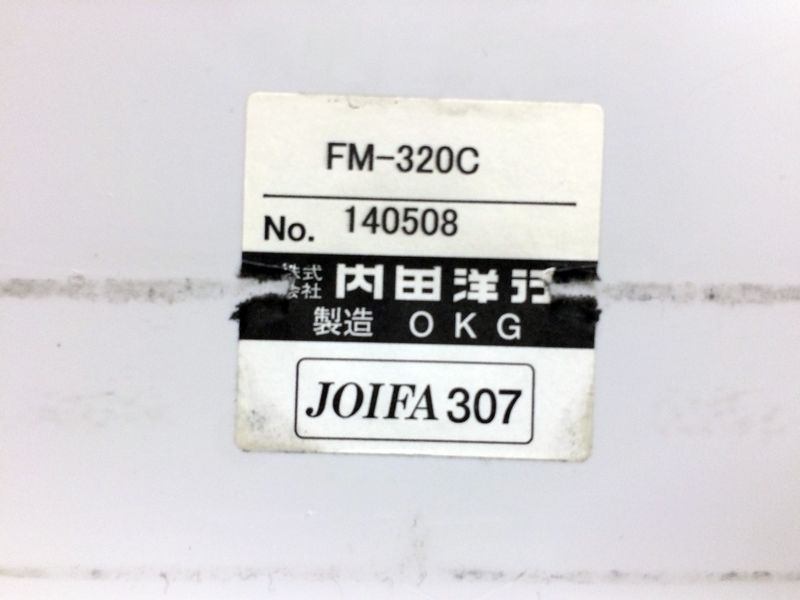 FM-320C
No. 140508
株式会社 内田洋行
製造 OKG
JOIFA 307